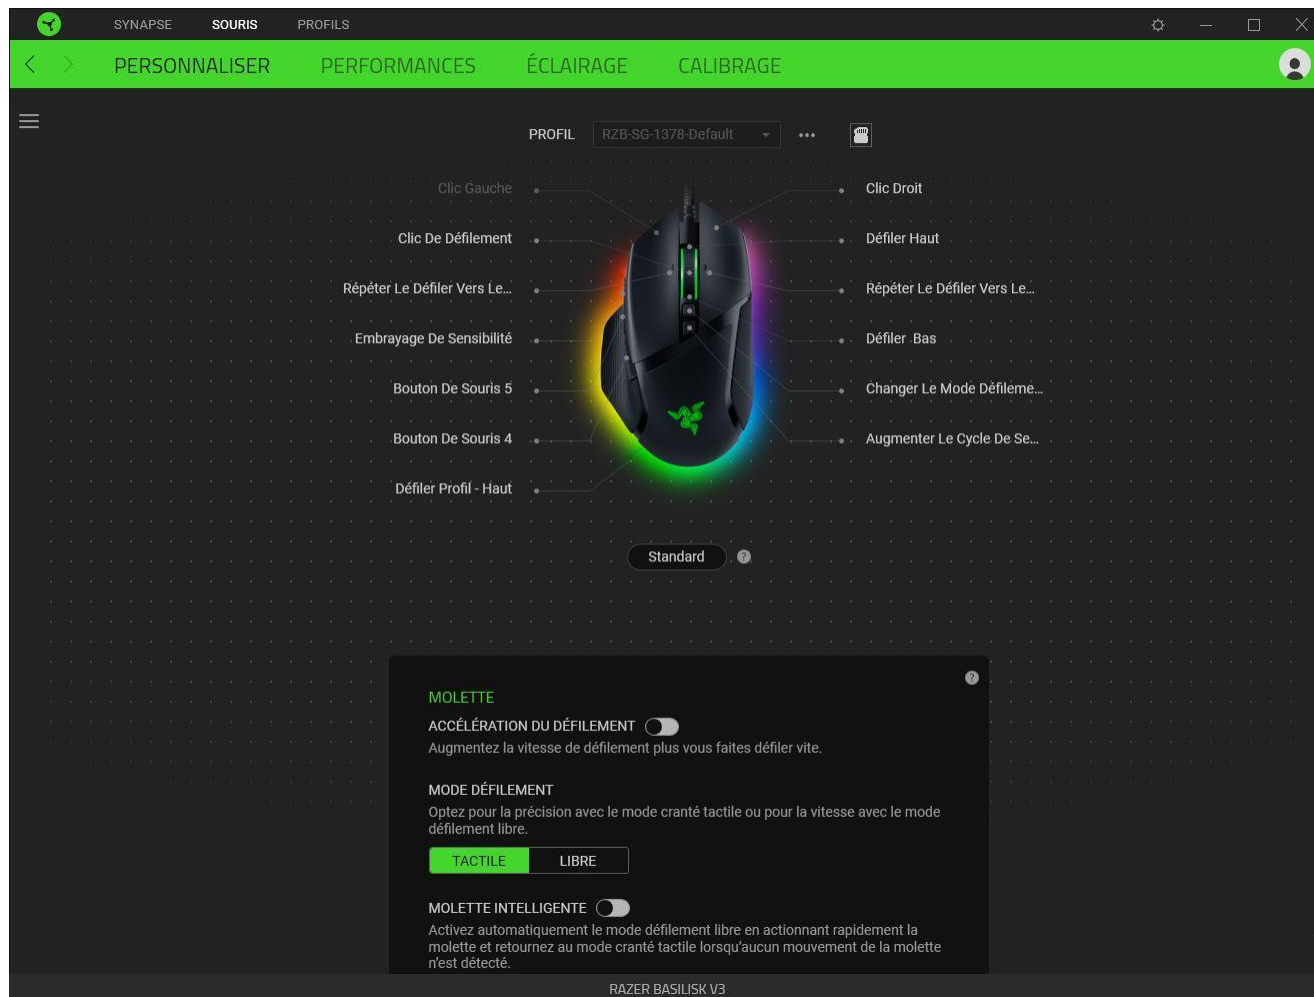 SYNAPSE SOURIS PROFILS
PERSONNALISER PERFORMANCES ÉCLAIRAGE CALIBRAGE
PROFIL RZB-SG-1378-Default
Clic Gauche
Clic De Défilement
Répéter Le Défiler Vers Le...
Embrayage De Sensibilité
Bouton De Souris 5
Bouton De Souris 4
Défiler Profil - Haut
Clic Droit
Défiler Haut
Répéter Le Défiler Vers Le...
Défiler  Bas
Changer Le Mode Défileme...
Augmenter Le Cycle De Se...
Standard ?
?
MOLETTE
ACCÉLÉRATION DU DÉFILEMENT
Augmentez la vitesse de défilement plus vous faites défiler vite.
MODE DÉFILEMENT
Optez pour la précision avec le mode cranté tactile ou pour la vitesse avec le mode
défilement libre.
TACTILE LIBRE
MOLETTE INTELLIGENTE
Activez automatiquement le mode défilement libre en actionnant rapidement la
molette et retournez au mode cranté tactile lorsqu'aucun mouvement de la molette
n'est détecté.
RAZER BASILISK V3